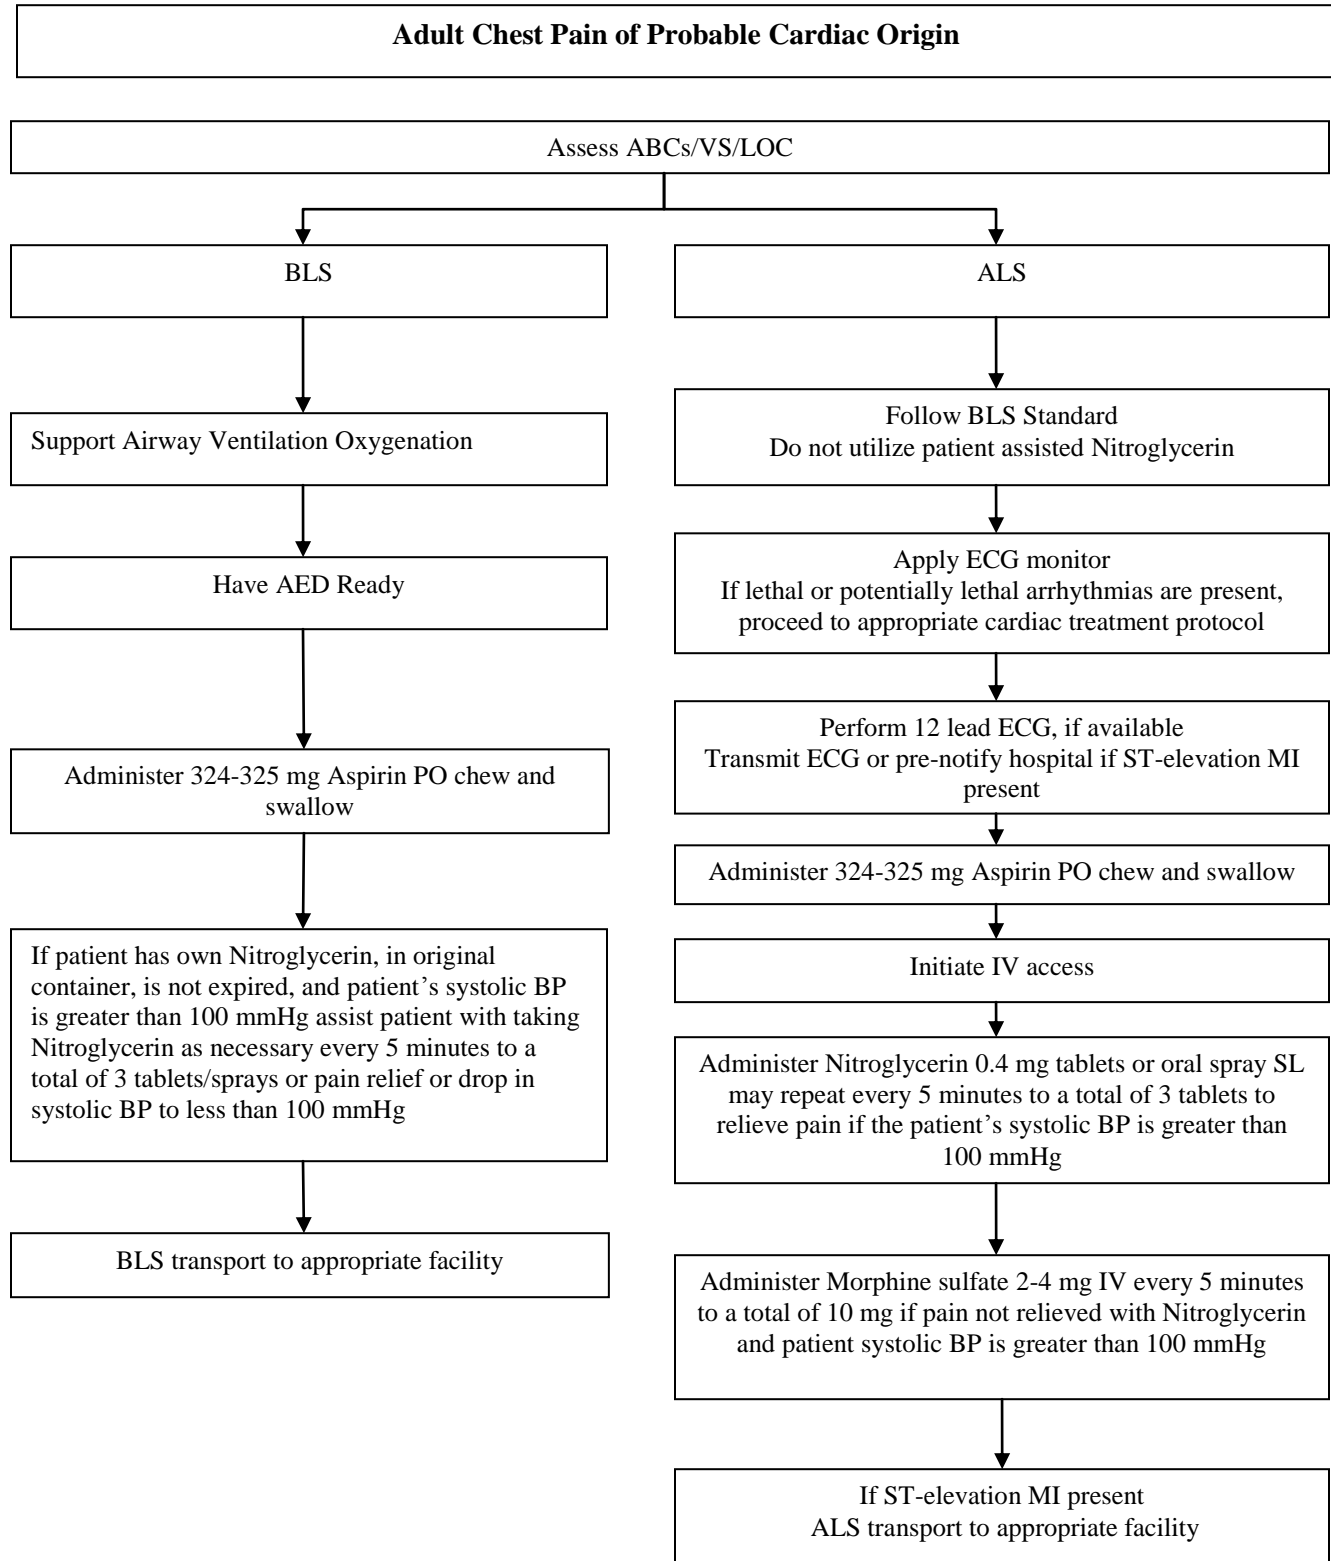 Adult Chest Pain of Probable Cardiac Origin
Assess ABCs/VS/LOC
BLS
Support Airway Ventilation Oxygenation
Have AED Ready
Administer 324-325 mg Aspirin PO chew and
swallow
If patient has own Nitroglycerin, in original
container, is not expired, and patient’s systolic BP
is greater than 100 mmHg assist patient with taking
Nitroglycerin as necessary every 5 minutes to a
total of 3 tablets/sprays or pain relief or drop in
systolic BP to less than 100 mmHg
BLS transport to appropriate facility
ALS
Follow BLS Standard
Do not utilize patient assisted Nitroglycerin
Apply ECG monitor
If lethal or potentially lethal arrhythmias are present,
proceed to appropriate cardiac treatment protocol
Perform 12 lead ECG, if available
Transmit ECG or pre-notify hospital if ST-elevation MI
present
Administer 324-325 mg Aspirin PO chew and swallow
Initiate IV access
Administer Nitroglycerin 0.4 mg tablets or oral spray SL
may repeat every 5 minutes to a total of 3 tablets to
relieve pain if the patient’s systolic BP is greater than
100 mmHg
Administer Morphine sulfate 2-4 mg IV every 5 minutes
to a total of 10 mg if pain not relieved with Nitroglycerin
and patient systolic BP is greater than 100 mmHg
If ST-elevation MI present
ALS transport to appropriate facility